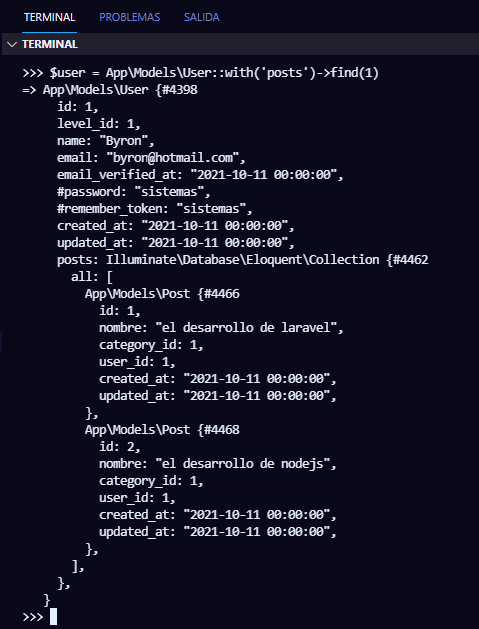 TERMINAL PROBLEMAS SALIDA
TERMINAL
>>> $user = App\Models\User::with('posts')->find(1)
=> App\Models\User {#4398
     id: 1,
     level_id: 1,
     name: "Byron",
     email: "byron@hotmail.com",
     email_verified_at: "2021-10-11 00:00:00",
     #password: "sistemas",
     #remember_token: "sistemas",
     created_at: "2021-10-11 00:00:00",
     updated_at: "2021-10-11 00:00:00",
     posts: Illuminate\Database\Eloquent\Collection {#4462
       all: [
         App\Models\Post {#4466
           id: 1,
           nombre: "el desarrollo de laravel",
           category_id: 1,
           user_id: 1,
           created_at: "2021-10-11 00:00:00",
           updated_at: "2021-10-11 00:00:00",
         },
         App\Models\Post {#4468
           id: 2,
           nombre: "el desarrollo de nodejs",
           category_id: 1,
           user_id: 1,
           created_at: "2021-10-11 00:00:00",
           updated_at: "2021-10-11 00:00:00",
         },
       ],
     },
   }
>>>